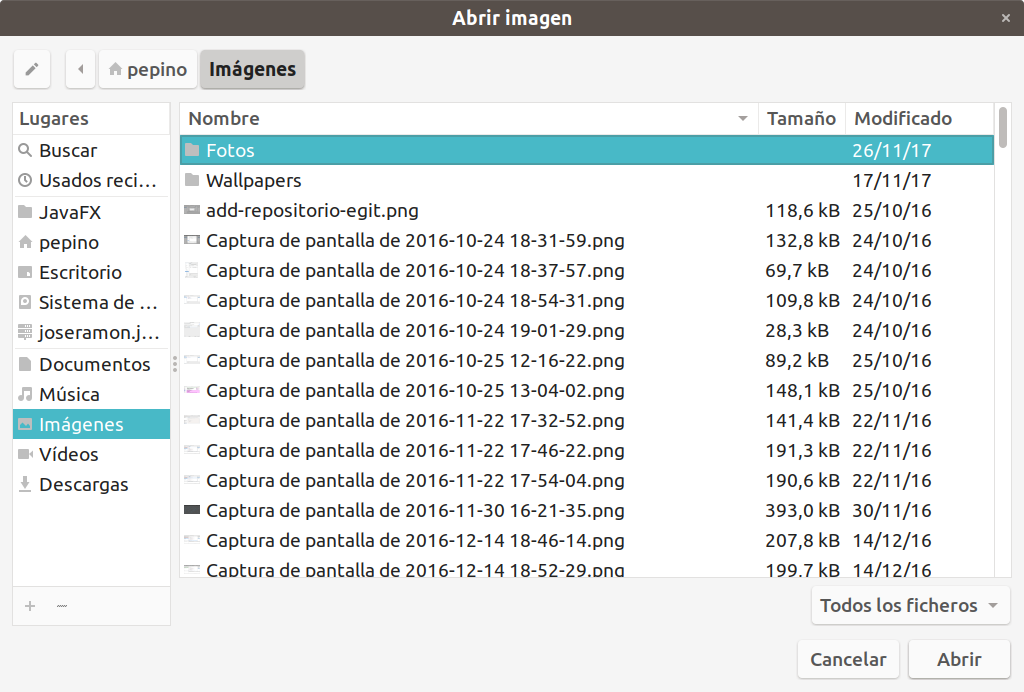 Abrir imagen
pepino Imágenes
Lugares
Buscar
Usados reci...
JavaFX
pepino
Escritorio
Sistema de ...
joseramon.j...
Documentos
Música
Imágenes
Vídeos
Descargas
Nombre Tamaño Modificado
Fotos 26/11/17
Wallpapers 17/11/17
add-repositorio-egit.png 118,6 kB 25/10/16
Captura de pantalla de 2016-10-24 18-31-59.png 132,8 kB 24/10/16
Captura de pantalla de 2016-10-24 18-37-57.png 69,7 kB 24/10/16
Captura de pantalla de 2016-10-24 18-54-31.png 109,8 kB 24/10/16
Captura de pantalla de 2016-10-24 19-01-29.png 28,3 kB 24/10/16
Captura de pantalla de 2016-10-25 12-16-22.png 89,2 kB 25/10/16
Captura de pantalla de 2016-10-25 13-04-02.png 148,1 kB 25/10/16
Captura de pantalla de 2016-11-22 17-32-52.png 141,4 kB 22/11/16
Captura de pantalla de 2016-11-22 17-46-22.png 191,3 kB 22/11/16
Captura de pantalla de 2016-11-22 17-54-04.png 190,6 kB 22/11/16
Captura de pantalla de 2016-11-30 16-21-35.png 393,0 kB 30/11/16
Captura de pantalla de 2016-12-14 18-46-14.png 207,8 kB 14/12/16
Captura de pantalla de 2016-12-14 18-52-29.png 199,7 kB 14/12/16
Todos los ficheros
Cancelar Abrir